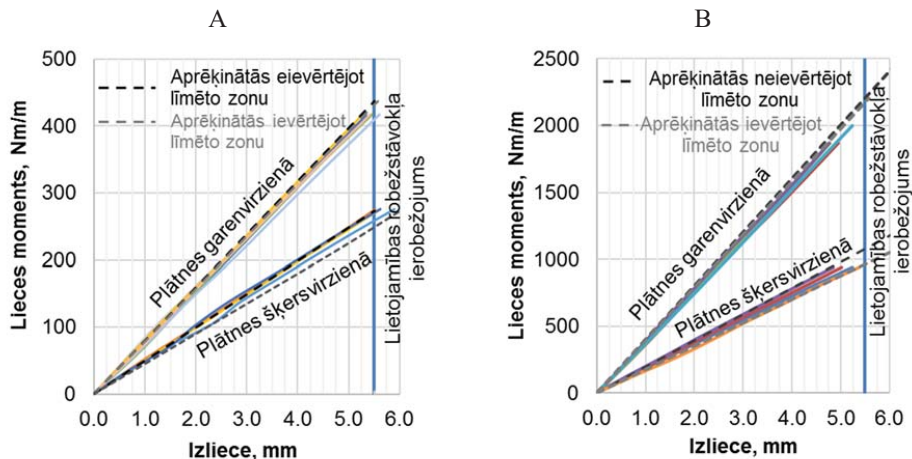 A
500
400
300
200
100
0
Lieces moments, Nm/m
Aprēķinātās eievērtējot
līmēto zonu
Aprēķinātās ievērtējot
līmēto zonu
Plātnes garenvirzienā
Plātnes šķersvirzienā
Lietojamības robežstāvokļa
ierobežojums
0.0 1.0 2.0 3.0 4.0 5.0 6.0
Izliece, mm
B
2500
2000
1500
1000
500
0
Lieces moments, Nm/m
Aprēķinātās neievērtējot
līmēto zonu
Aprēķinātās ievērtējot
līmēto zonu
Plātnes garenvirzienā
Plātnes šķersvirzienā
Lietojamības robežstāvokļa
ierobežojums
0.0 1.0 2.0 3.0 4.0 5.0 6.0
Izliece, mm